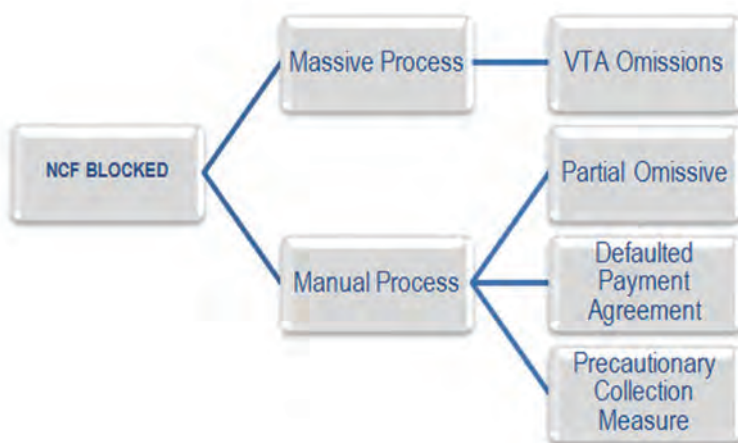 NCF BLOCKED
Massive Process
VTA Omissions
Manual Process
Partial Omissive
Defaulted
Payment
Agreement
Precautionary
Collection
Measure